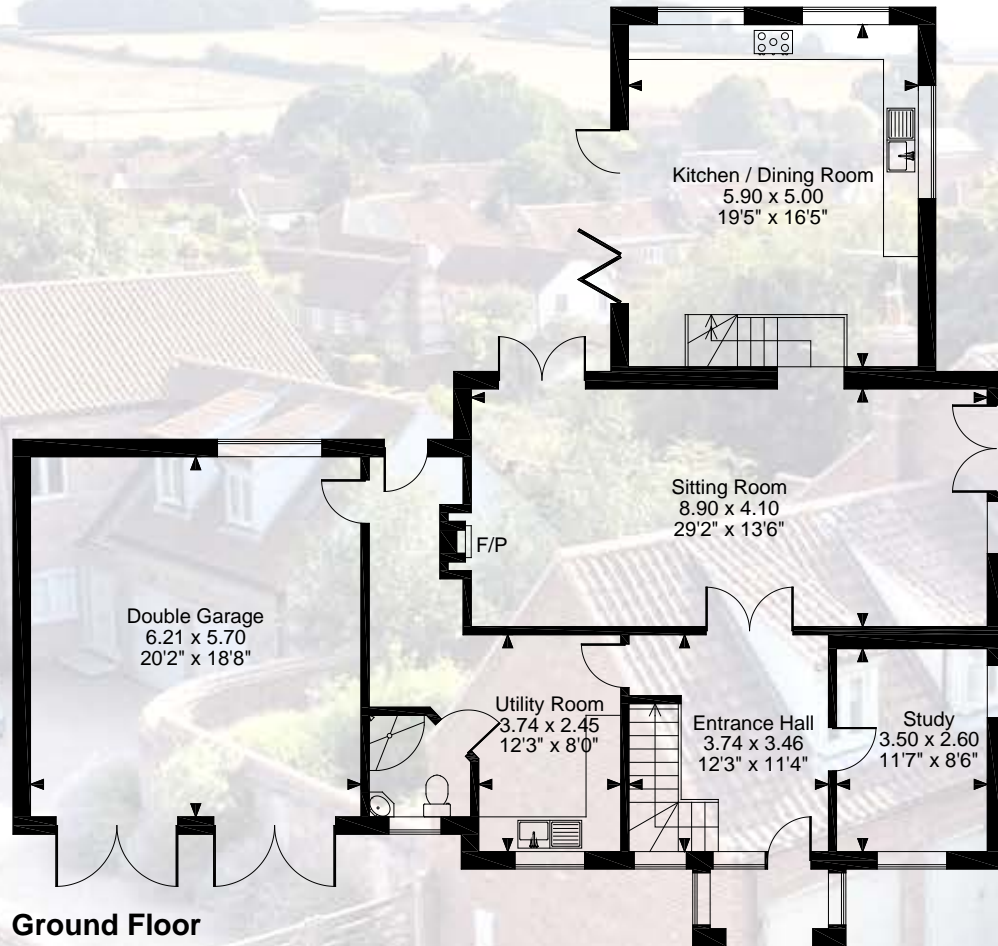 Kitchen / Dining Room
5.90 x 5.00
19'5" x 16'5"
Sitting Room
8.90 x 4.10
29'2" x 13'6"
F/P
Double Garage
6.21 x 5.70
20'2" x 18'8"
Utility Room
3.74 x 2.45
12'3" x 8'0"
Entrance Hall
3.74 x 3.46
12'3" x 11'4"
Study
3.50 x 2.60
11'7" x 8'6"
Ground Floor